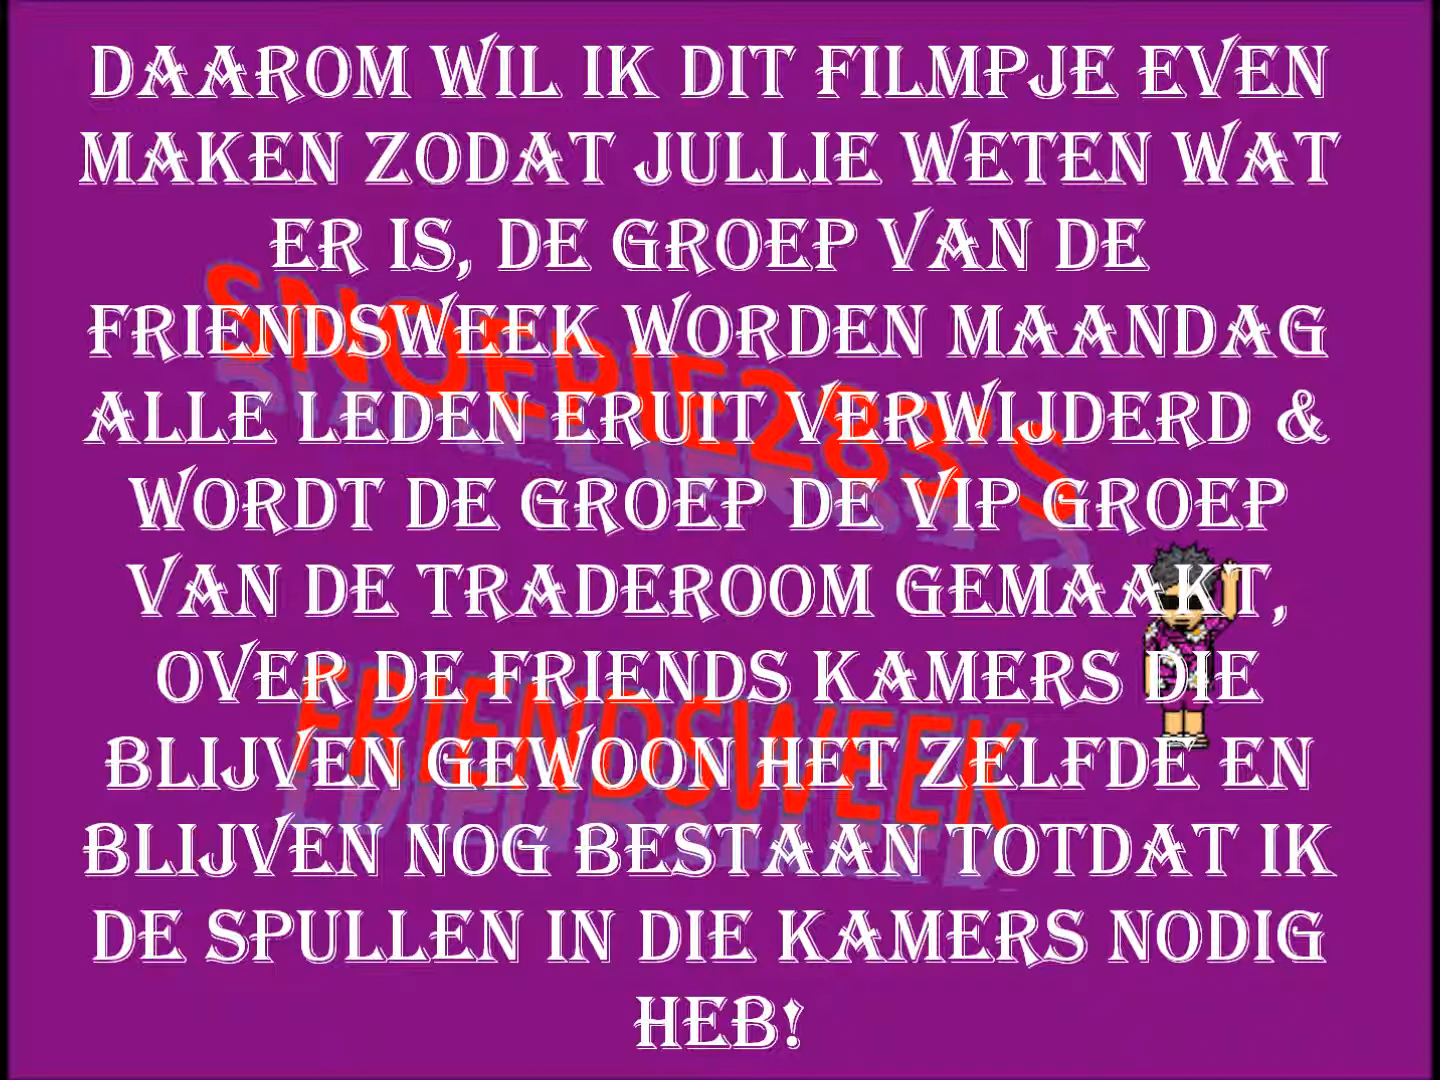 DAAROM WIL IK DIT FILMPJE EVEN
MAKEN ZODAT JULLIE WETEN WAT
ER IS, DE GROEP VAN DE
FRIENDSWEEK WORDEN MAANDAG
ALLE LEDEN ERUIT VERWIJDERD &
WORDT DE GROEP DE VIP GROEP
VAN DE TRADEROOM GEMAAKT,
OVER DE FRIENDS KAMERS DIE
BLIJVEN GEWOON HET ZELFDE EN
BLIJVEN NOG BESTAAN TOTDAT IK
DE SPULLEN IN DIE KAMERS NODIG
HEB!
SNOEPIE283'S
FRIENDSWEEK